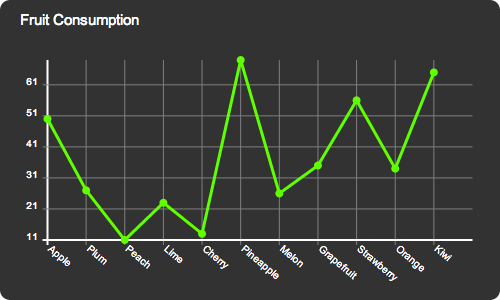 Fruit Consumption
61
51
41
31
21
11
Apple
Plum
Peach
Lime
Cherry
Pineapple
Melon
Grapefruit
Strawberry
Orange
Kiwi